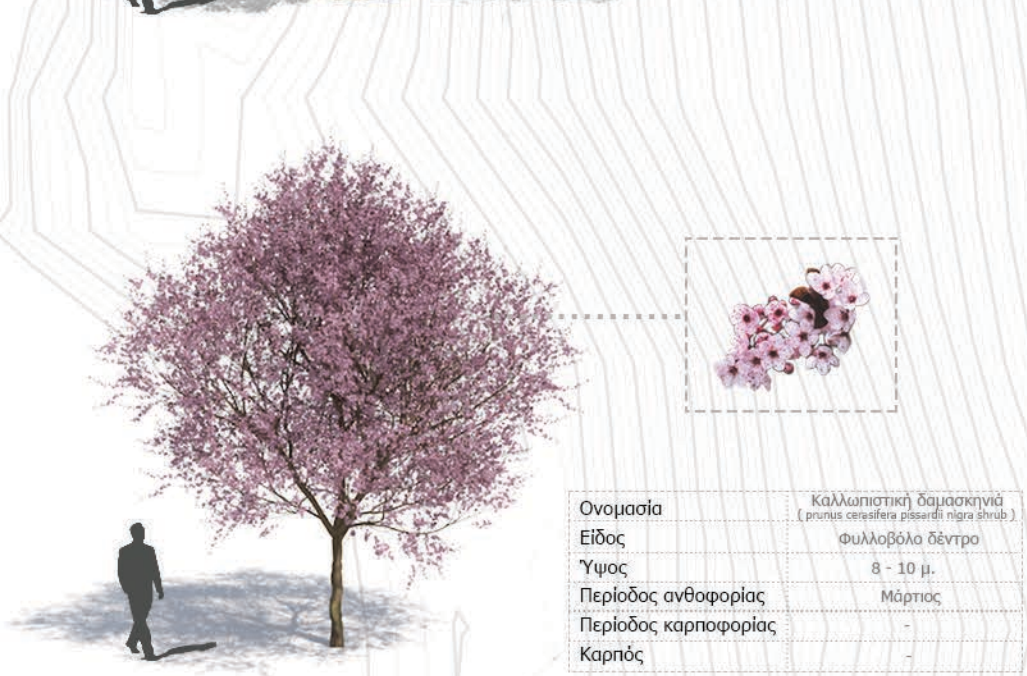 Ονομασία Καλλωπιστική δαμασκηνιά
( prunus cerasifera pissardii nigra shrub )
Είδος Φυλλοβόλο δέντρο
Ύψος 8 - 10 μ.
Περίοδος ανθοφορίας Μάρτιος
Περίοδος καρποφορίας -
Καρπός -